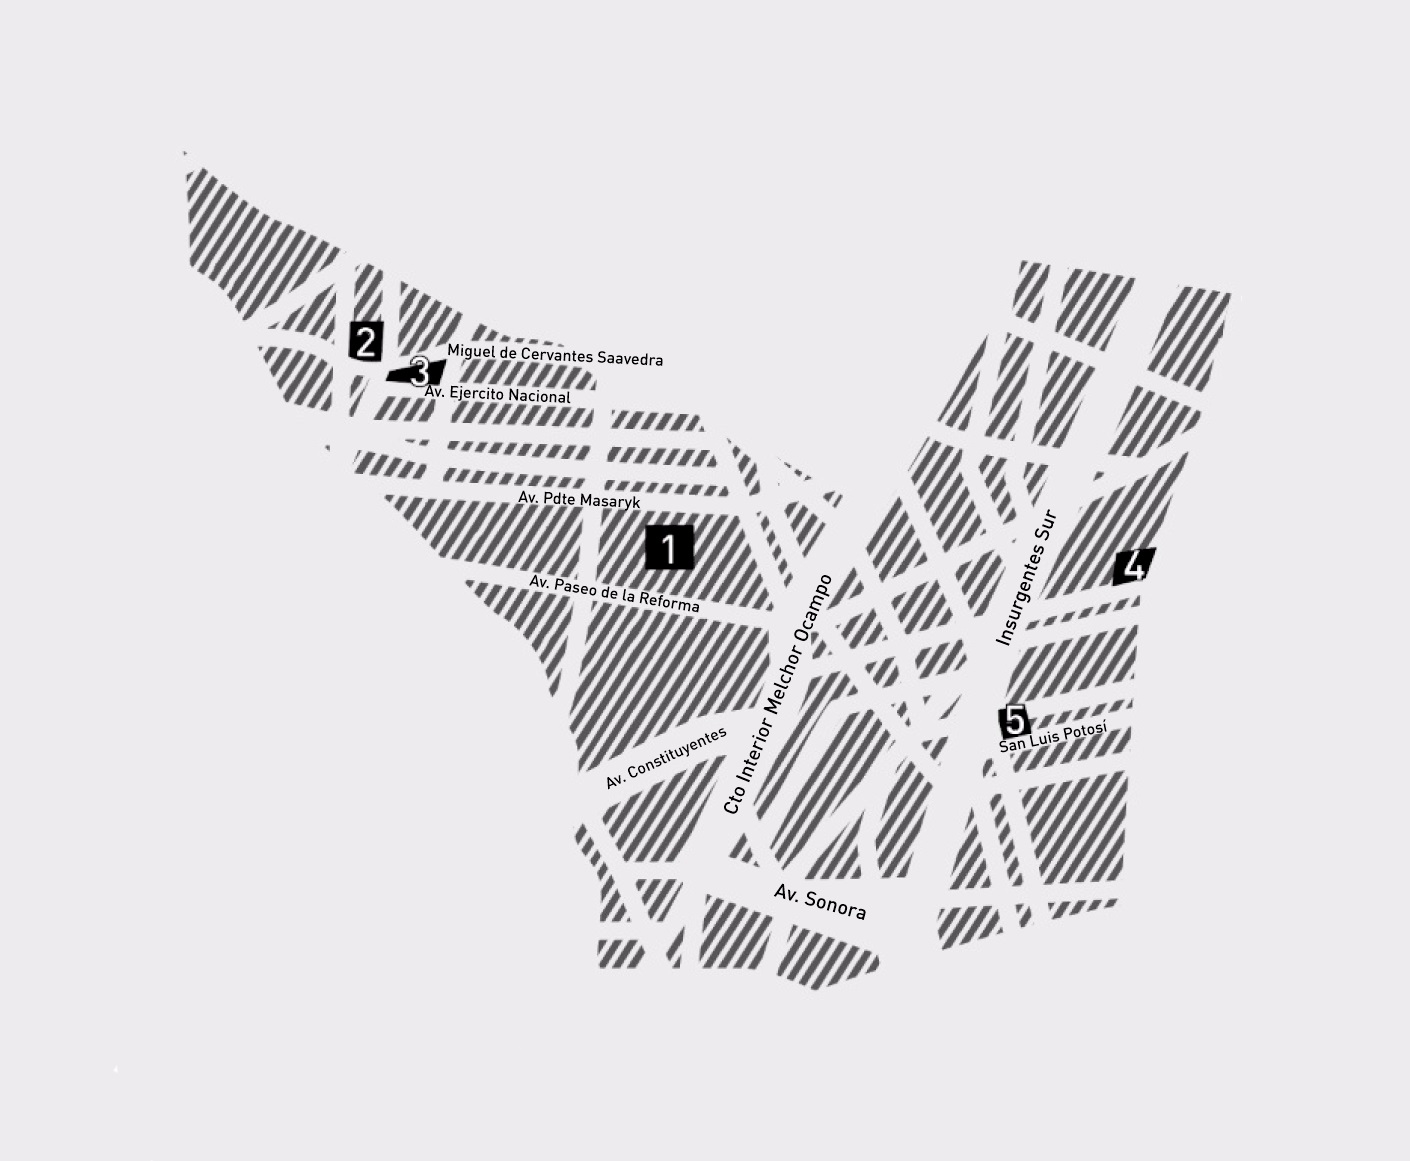 2
Miguel de Cervantes Saavedra
3
Av. Ejercito Nacional
Av. Pdte Masaryk
1
Av. Paseo de la Reforma
Insurgentes Sur
4
Cto Interior Melchor Ocampo
5
San Luis Potosí
Av. Constituyentes
Av. Sonora